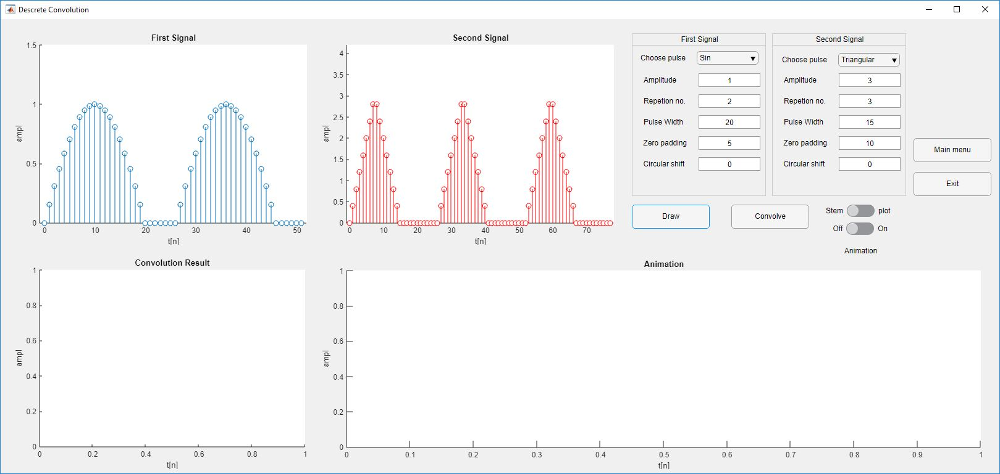 Descrete Convolution
First Signal
1.5
1
0.5
0
ampl
0 10 20 30 40 50
t[n]
Second Signal
4
3.5
3
2.5
2
1.5
1
0.5
0
ampl
0 10 20 30 40 50 60 70
t[n]
First Signal
Choose pulse Sin
Amplitude 1
Repetion no. 2
Pulse Width 20
Zero padding 5
Circular shift 0
Second Signal
Choose pulse Triangular
Amplitude 3
Repetion no. 3
Pulse Width 15
Zero padding 10
Circular shift 0
Main menu
Exit
Draw
Convolve
Stem plot
Off On
Animation
Convolution Result
1
0.8
0.6
0.4
0.2
0
ampl
0 0.2 0.4 0.6 0.8 1
t[n]
Animation
1
0.8
0.6
0.4
0.2
0
ampl
0 0.1 0.2 0.3 0.4 0.5 0.6 0.7 0.8 0.9 1
t[n]